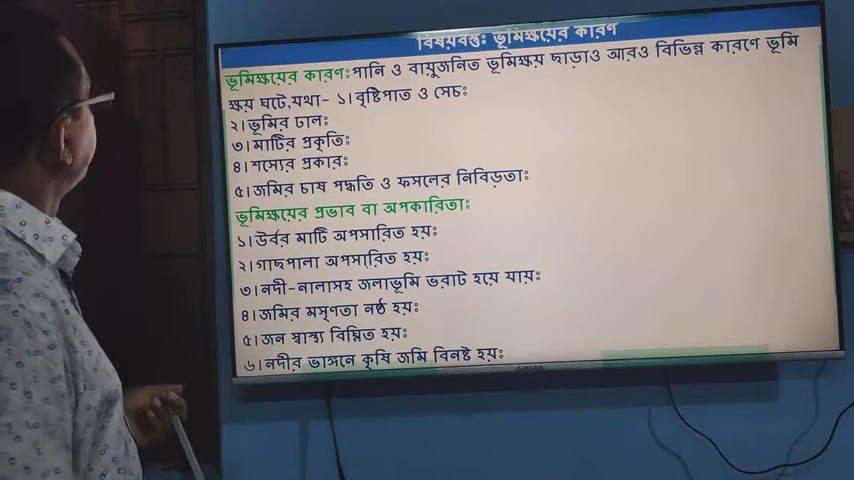 বিষয়বস্তুঃ ভূমিক্ষয়ের কারণ
ভূমিক্ষয়ের কারণঃ পানি ও বায়ুজনিত ভূমিক্ষয় ছাড়াও আরও বিভিন্ন কারণে ভূমি
ক্ষয় ঘটে,যথা- ১। বৃষ্টিপাত ও সেচঃ
২। ভূমির ঢালঃ
৩। মাটির প্রকৃতিঃ
৪। শস্যের প্রকারঃ
৫। জমির চাষ পদ্ধতি ও ফসলের নিবিড়তাঃ
ভূমিক্ষয়ের প্রভাব বা অপকারিতাঃ
১। উর্বর মাটি অপসারিত হয়ঃ
২। গাছপালা অপসারিত হয়ঃ
৩। নদী-নালাসহ জলাভূমি ভরাট হয়ে যায়ঃ
৪। জমির মসৃণতা নষ্ঠ হয়ঃ
৫। জন স্বাস্থ্য বিঘ্নিত হয়ঃ
৬। নদীর ভাঙ্গনে কৃষি জমি বিনষ্ট হয়ঃ
SINGER